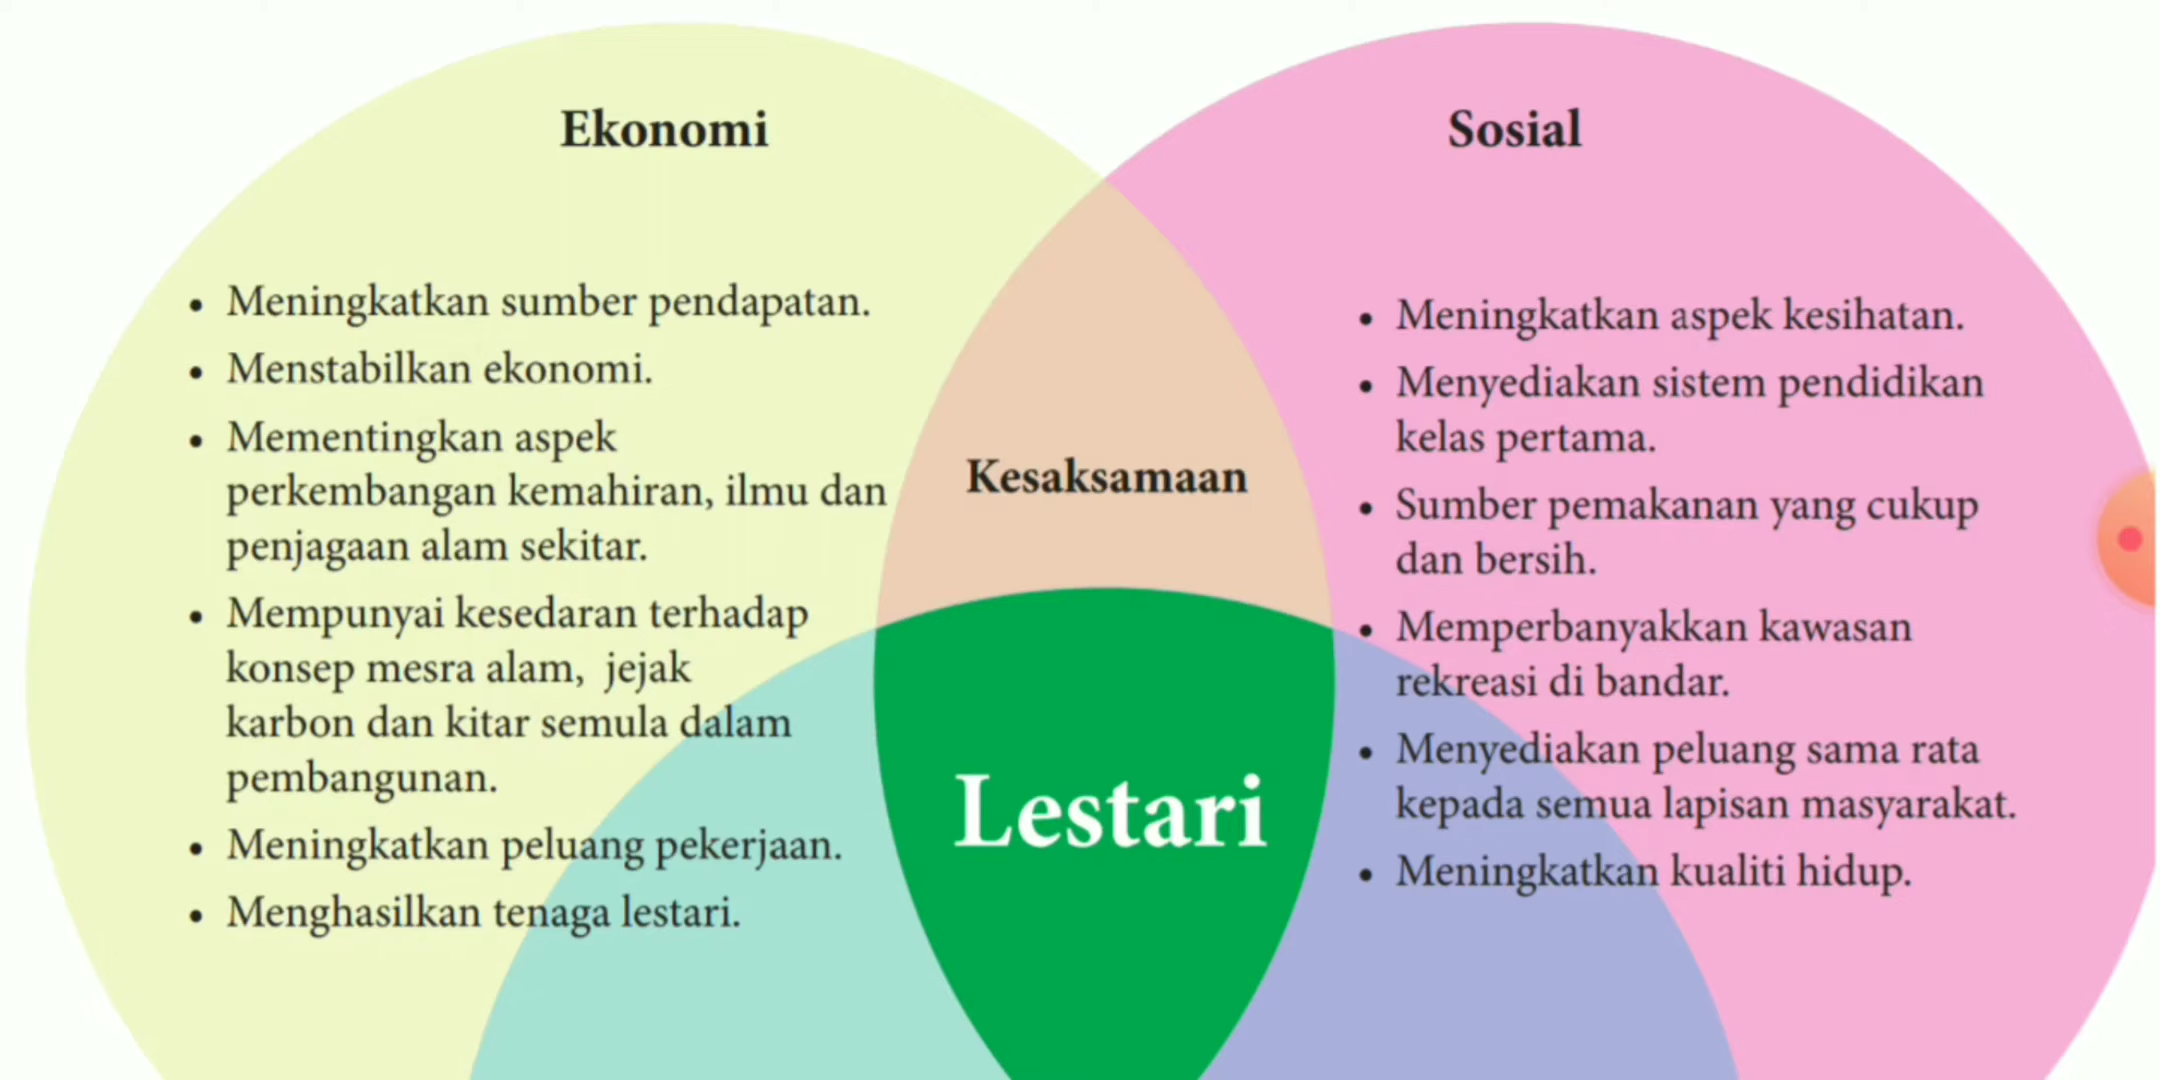 Ekonomi
• Meningkatkan sumber pendapatan.
• Menstabilkan ekonomi.
• Mementingkan aspek
perkembangan kemahiran, ilmu dan
penjagaan alam sekitar.
• Mempunyai kesedaran terhadap
konsep mesra alam, jejak
karbon dan kitar semula dalam
pembangunan.
• Meningkatkan peluang pekerjaan.
• Menghasilkan tenaga lestari.
Kesaksamaan
Lestari
Sosial
• Meningkatkan aspek kesihatan.
• Menyediakan sistem pendidikan
kelas pertama.
• Sumber pemakanan yang cukup
dan bersih.
• Memperbanyakkan kawasan
rekreasi di bandar.
• Menyediakan peluang sama rata
kepada semua lapisan masyarakat.
• Meningkatkan kualiti hidup.